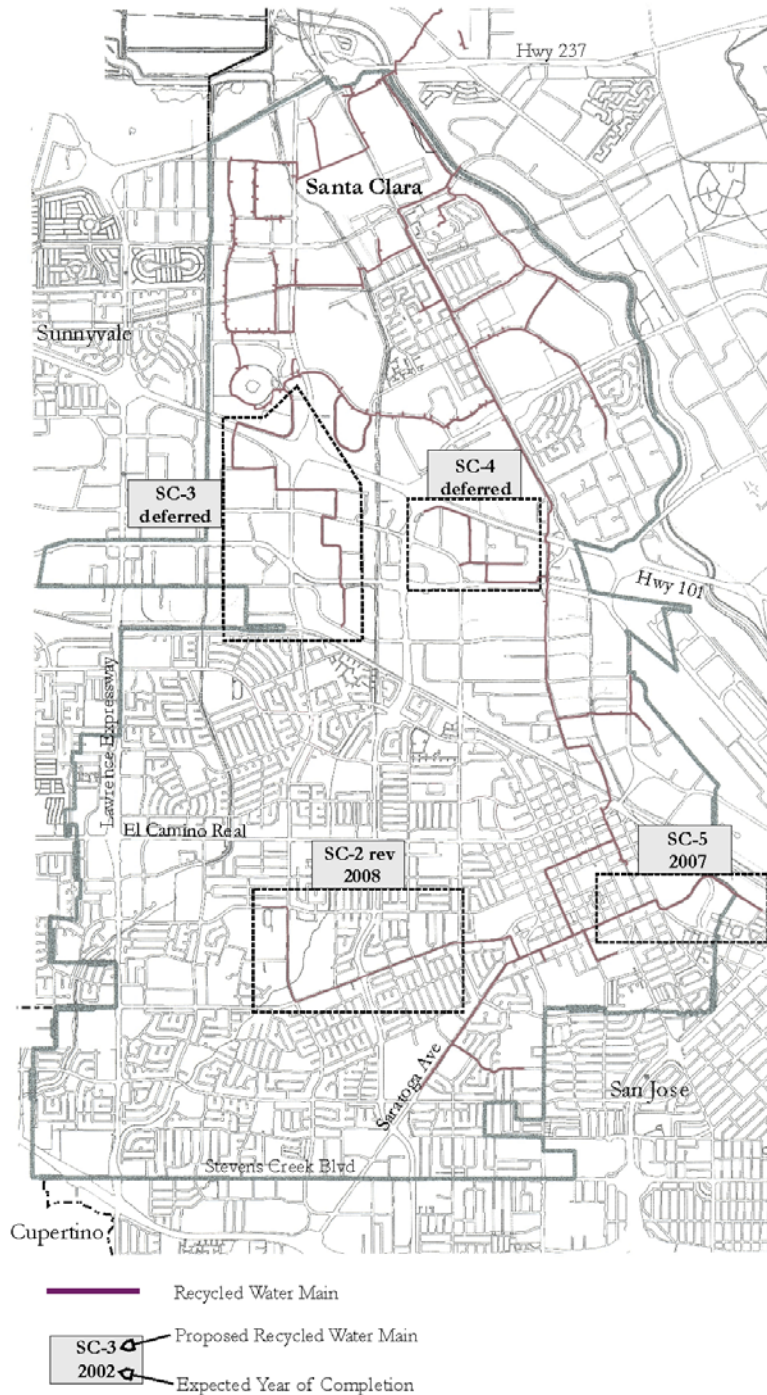 Hwy 237
Santa Clara
Sunnyvale
SC-4
deferred
SC-3
deferred
Hwy 101
Lawrence Expressway
El Camino Real
SC-5
2007
SC-2 rev
2008
Saratoga Ave
San Jose
Stevens Creek Blvd
Cupertino
Recycled Water Main
SC-3
2002
Proposed Recycled Water Main
Expected Year of Completion